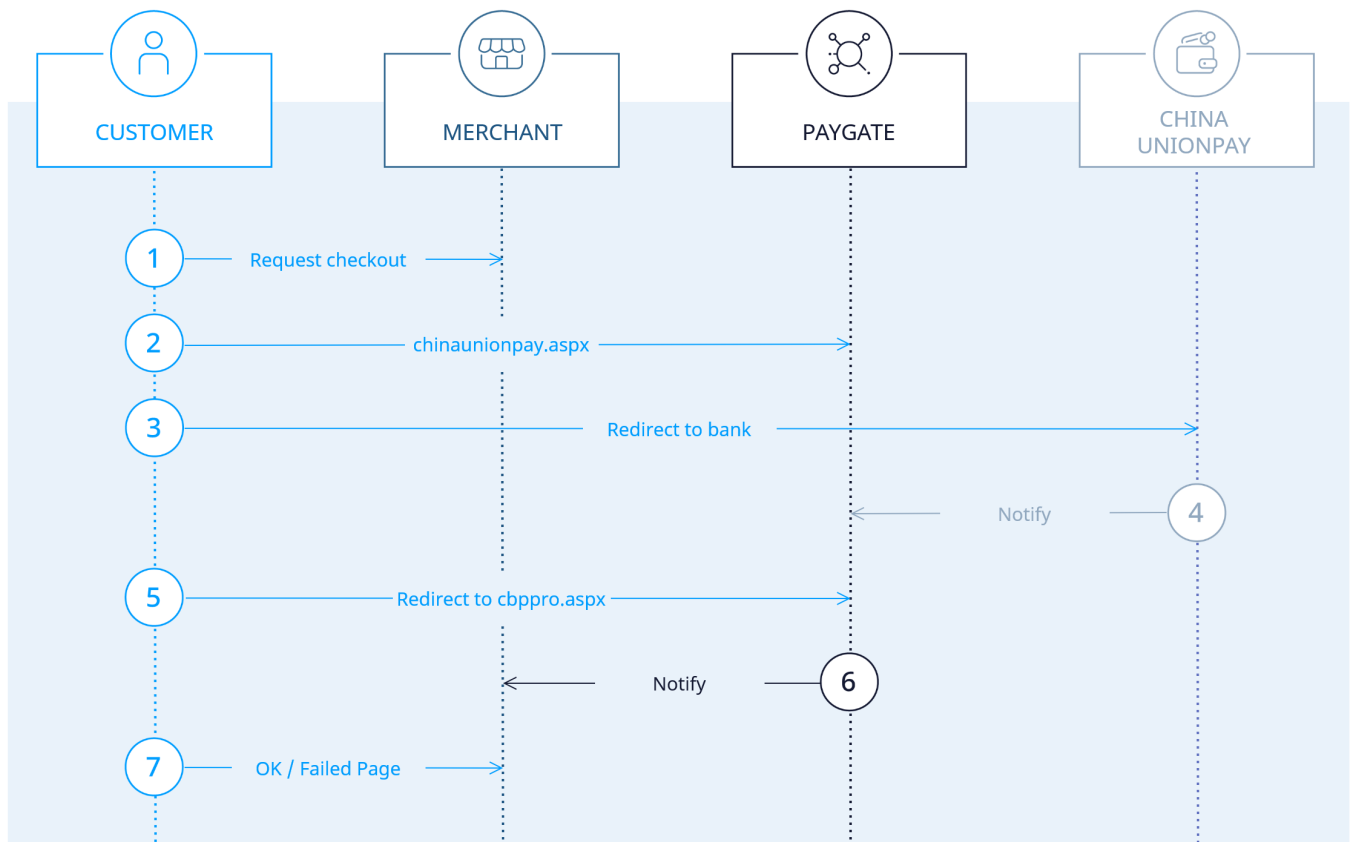 CUSTOMER
MERCHANT
PAYGATE
CHINA
UNIONPAY
1
Request checkout
2
chinaunionpay.aspx
3
Redirect to bank
Notify
4
5
Redirect to cbppro.aspx
Notify
6
7
OK / Failed Page